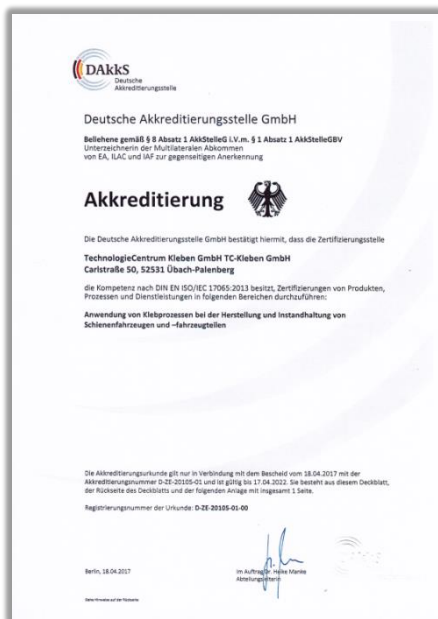 DAkkS
Deutsche
Akkreditierungsstelle
Deutsche Akkreditierungsstelle GmbH
Beliehene gemäß § 8 Absatz 1 AkkStelleG i.V.m. § 1 Absatz 1 AkkStelleGBV
Unterzeichnerin der Multilateralen Abkommen
von EA, ILAC und IAF zur gegenseitigen Anerkennung
Akkreditierung
Die Deutsche Akkreditierungsstelle GmbH bestätigt hiermit, dass die Zertifizierungsstelle
TechnologieCentrum Kleben GmbH TC-Kleben GmbH
Carlstraße 50, 52531 Übach-Palenberg
die Kompetenz nach DIN EN ISO/IEC 17065:2013 besitzt, Zertifizierungen von Produkten,
Prozessen und Dienstleistungen in folgenden Bereichen durchzuführen:
Anwendung von Klebprozessen bei der Herstellung und Instandhaltung von
Schienenfahrzeugen und –fahrzeugteilen
Die Akkreditierungsurkunde gilt nur in Verbindung mit dem Bescheid vom 18.04.2017 mit der
Akkreditierungsnummer D-ZE-20105-01 und ist gültig bis 17.04.2022. Sie besteht aus diesem Deckblatt,
der Rückseite des Deckblatts und der folgenden Anlage mit insgesamt 1 Seite.
Registrierungsnummer der Urkunde: D-ZE-20105-01-00
Berlin, 18.04.2017
Im Auftrag Dr. Heike Manke
Abteilungsleiterin
Siehe Hinweise auf der Rückseite